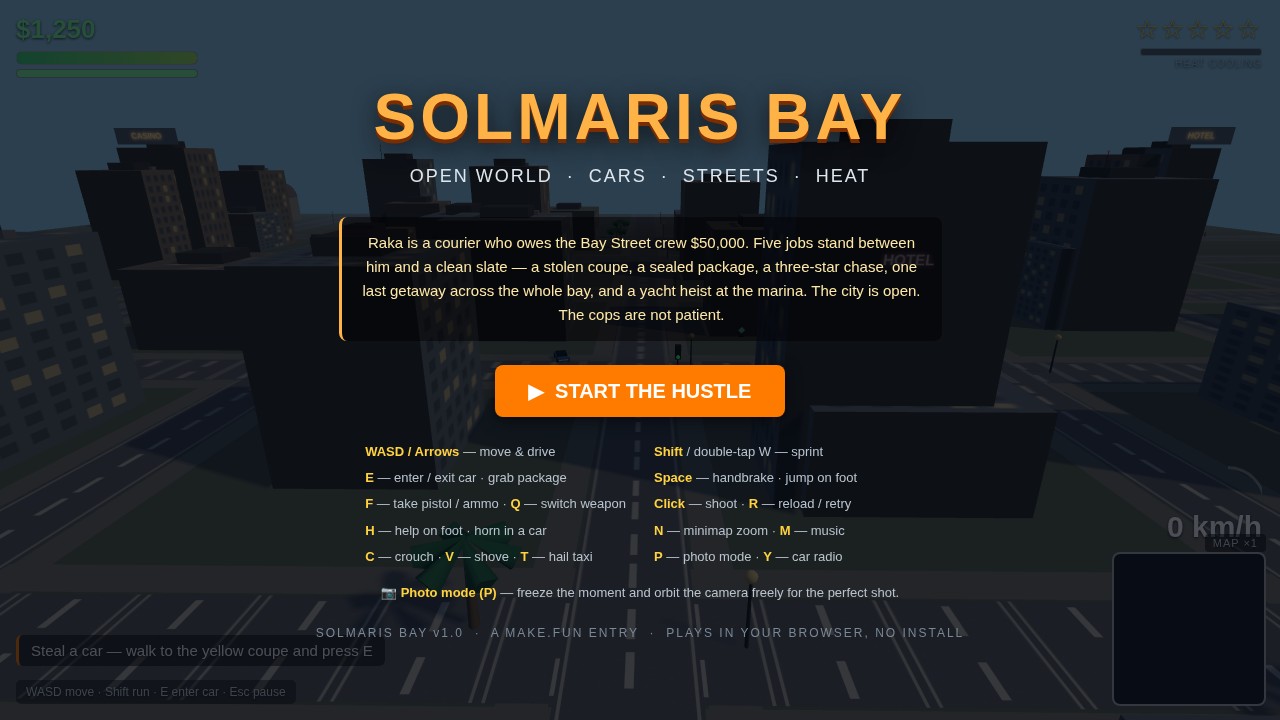 $1,250
☆☆☆☆☆
HEAT COOLING
CASINO
HOTEL
SOLMARIS BAY
OPEN WORLD · CARS · STREETS · HEAT
Raka is a courier who owes the Bay Street crew $50,000. Five jobs stand between
him and a clean slate — a stolen coupe, a sealed package, a three-star chase, one
last getaway across the whole bay, and a yacht heist at the marina. The city is open.
The cops are not patient.
HOTEL
▶ START THE HUSTLE
WASD / Arrows — move & drive
Shift / double-tap W — sprint
E — enter / exit car · grab package
Space — handbrake · jump on foot
F — take pistol / ammo · Q — switch weapon
Click — shoot · R — reload / retry
H — help on foot · horn in a car
N — minimap zoom · M — music
C — crouch · V — shove · T — hail taxi
P — photo mode · Y — car radio
📷 Photo mode (P) — freeze the moment and orbit the camera freely for the perfect shot.
SOLMARIS BAY v1.0 · A MAKE.FUN ENTRY · PLAYS IN YOUR BROWSER, NO INSTALL
0 km/h
MAP ×1
Steal a car — walk to the yellow coupe and press E
WASD move · Shift run · E enter car · Esc pause